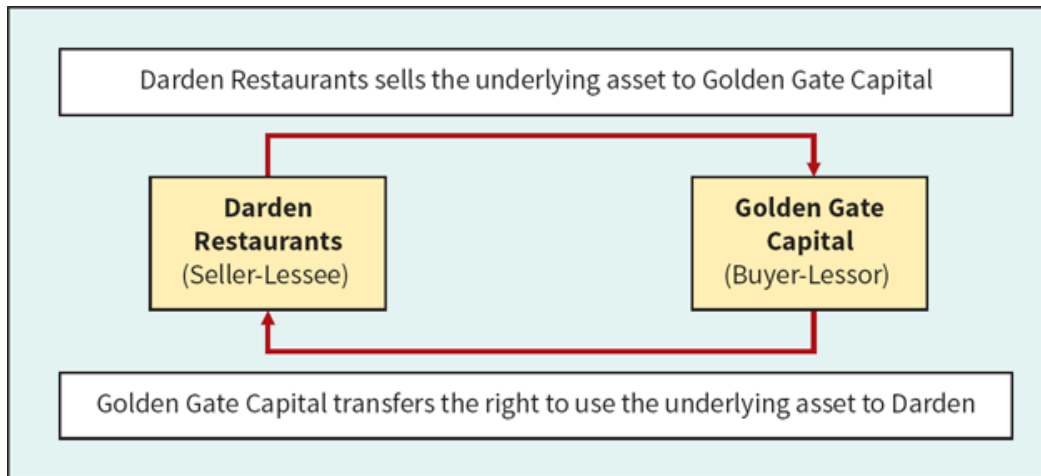 Darden Restaurants sells the underlying asset to Golden Gate Capital
Darden
Restaurants
(Seller-Lessee)
Golden Gate
Capital
(Buyer-Lessor)
Golden Gate Capital transfers the right to use the underlying asset to Darden